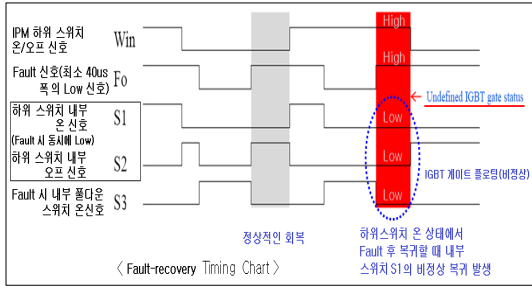 IPM 하위 스위치
온/오프 신호
Win
High
Fault 신호(최소 40us
폭의 Low 신호)
Fo
High
Undefined IGBT gate status
하위 스위치 내부
온 신호
(Fault 시 동시에 Low)
S1
Low
하위 스위치 내부
오프 신호
S2
Low
IGBT 게이트 플로팅(비정상)
Fault 시 내부 풀다운
스위치 온신호
S3
Low
정상적인 회복
하위스위치 온 상태에서
Fault 후 복귀할 때 내부
스위치 S1의 비정상 복귀 발생
〈 Fault-recovery Timing Chart 〉